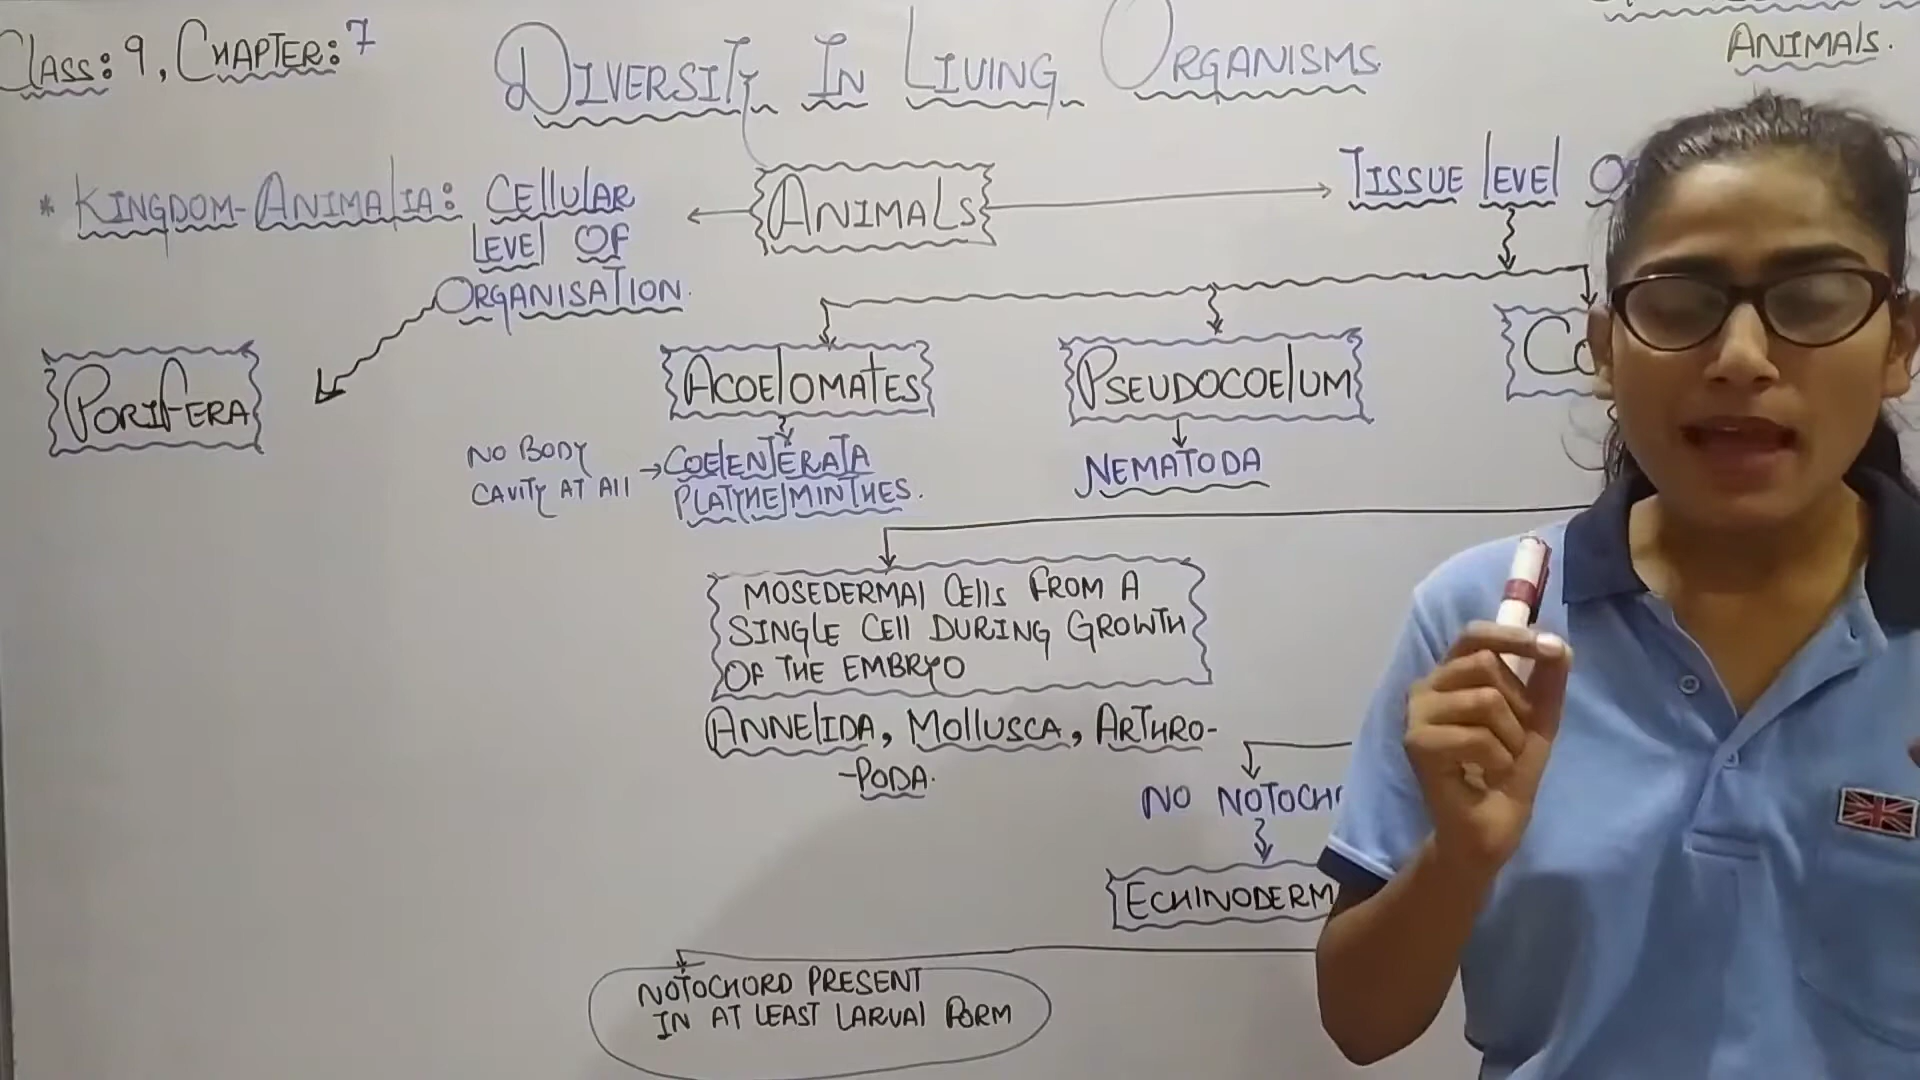 CLASS: 9, CHAPTER: 7
DIVERSITY IN LIVING ORGANISMS
ANIMALS.
* KINGDOM-ANIMALIA:
CELLULAR
LEVEL OF
ORGANISATION.
ANIMALS
TISSUE LEVEL
PORIFERA
ACOELOMATES
PSEUDOCOELUM
NO BODY
CAVITY AT All
COELENTERATA
PLATYHELMINTHES.
NEMATODA
MOSEDERMAl CEllS FROM A
SINGLE CEll DURING GROWTH
OF THE EMBRYO
ANNELIDA, MOLLUSCA, ARTHRO-
-PODA.
NO
ECHINODERM
NOTOCHORD PRESENT
IN AT LEAST LARVAl FORM